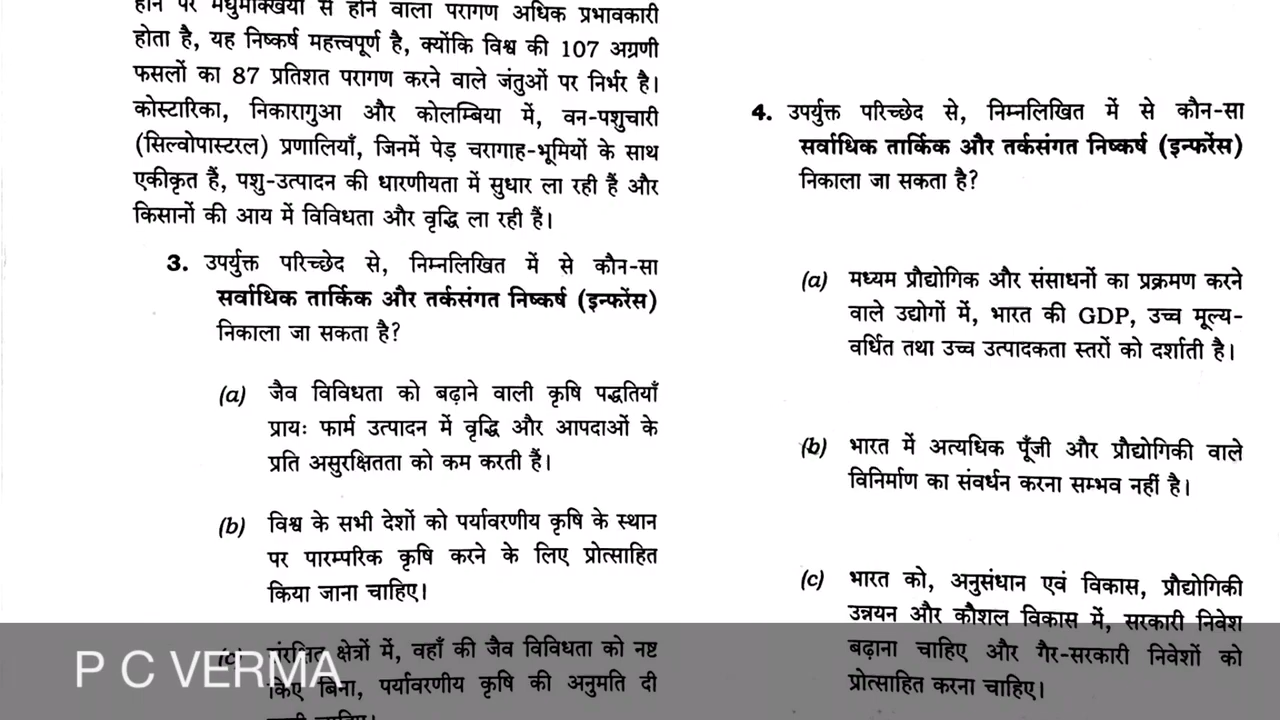 होने पर मधुमक्खियों से होने वाला परागण अधिक प्रभावकारी
होता है, यह निष्कर्ष महत्त्वपूर्ण है, क्योंकि विश्व की 107 अग्रणी
फसलों का 87 प्रतिशत परागण करने वाले जंतुओं पर निर्भर है।
कोस्टारिका, निकारागुआ और कोलम्बिया में, वन-पशुचारी
(सिल्वोपास्टरल) प्रणालियाँ, जिनमें पेड़ चरागाह-भूमियों के साथ
एकीकृत हैं, पशु-उत्पादन की धारणीयता में सुधार ला रही हैं और
किसानों की आय में विविधता और वृद्धि ला रही हैं।
3. उपर्युक्त परिच्छेद से, निम्नलिखित में से कौन-सा
सर्वाधिक तार्किक और तर्कसंगत निष्कर्ष (इन्फरेंस)
निकाला जा सकता है?
(a) जैव विविधता को बढ़ाने वाली कृषि पद्धतियाँ
प्रायः फार्म उत्पादन में वृद्धि और आपदाओं के
प्रति असुरक्षितता को कम करती हैं।
(b) विश्व के सभी देशों को पर्यावरणीय कृषि के स्थान
पर पारम्परिक कृषि करने के लिए प्रोत्साहित
किया जाना चाहिए।
(c) संरक्षित क्षेत्रों में, वहाँ की जैव विविधता को नष्ट
किए बिना, पर्यावरणीय कृषि की अनुमति दी
4. उपर्युक्त परिच्छेद से, निम्नलिखित में से कौन-सा
सर्वाधिक तार्किक और तर्कसंगत निष्कर्ष (इन्फरेंस)
निकाला जा सकता है?
(a) मध्यम प्रौद्योगिक और संसाधनों का प्रक्रमण करने
वाले उद्योगों में, भारत की GDP, उच्च मूल्य-
वर्धित तथा उच्च उत्पादकता स्तरों को दर्शाती है।
(b) भारत में अत्यधिक पूँजी और प्रौद्योगिकी वाले
विनिर्माण का संवर्धन करना सम्भव नहीं है।
(c) भारत को, अनुसंधान एवं विकास, प्रौद्योगिकी
उन्नयन और कौशल विकास में, सरकारी निवेश
बढ़ाना चाहिए और गैर-सरकारी निवेशों को
प्रोत्साहित करना चाहिए।
P C VERMA